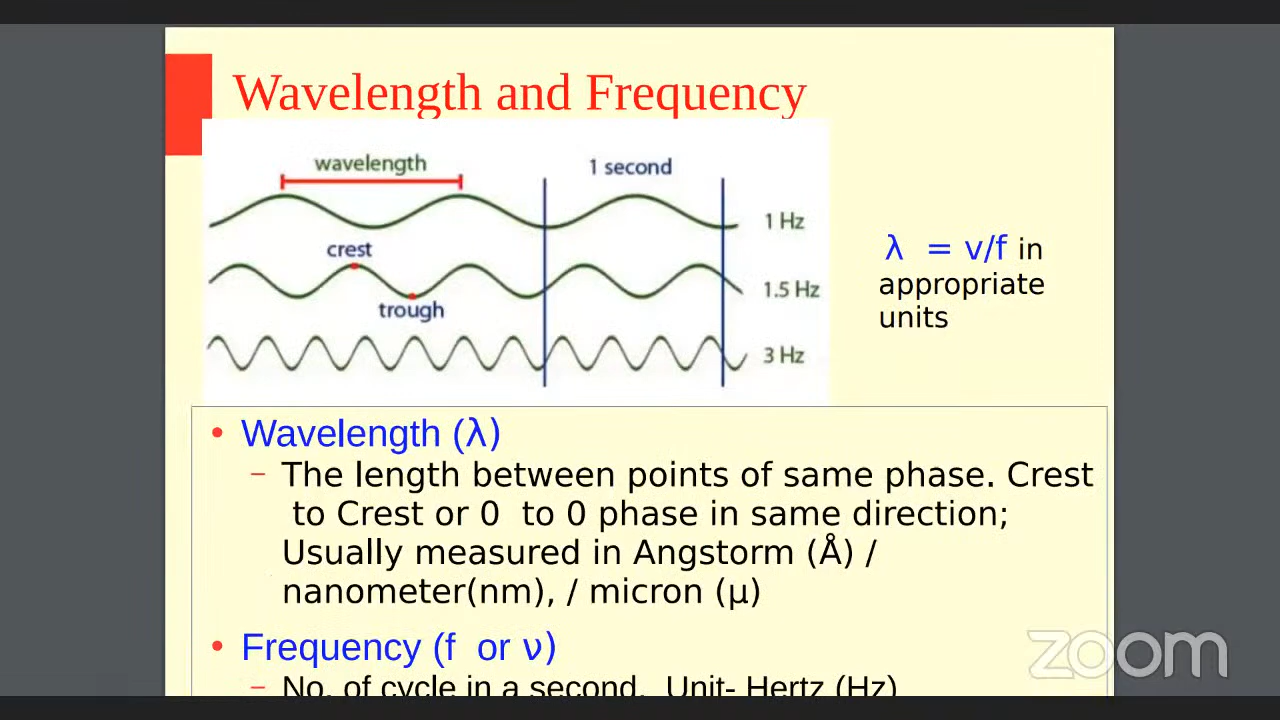 Wavelength and Frequency
wavelength
1 second
1 Hz
crest
1.5 Hz
trough
3 Hz
λ = v/f in
appropriate
units
• Wavelength (λ)
– The length between points of same phase. Crest
to Crest or 0 to 0 phase in same direction;
Usually measured in Angstorm (Å) /
nanometer(nm), / micron (μ)
• Frequency (f or ν)
– No. of cycle in a second. Unit- Hertz (Hz)
zoom